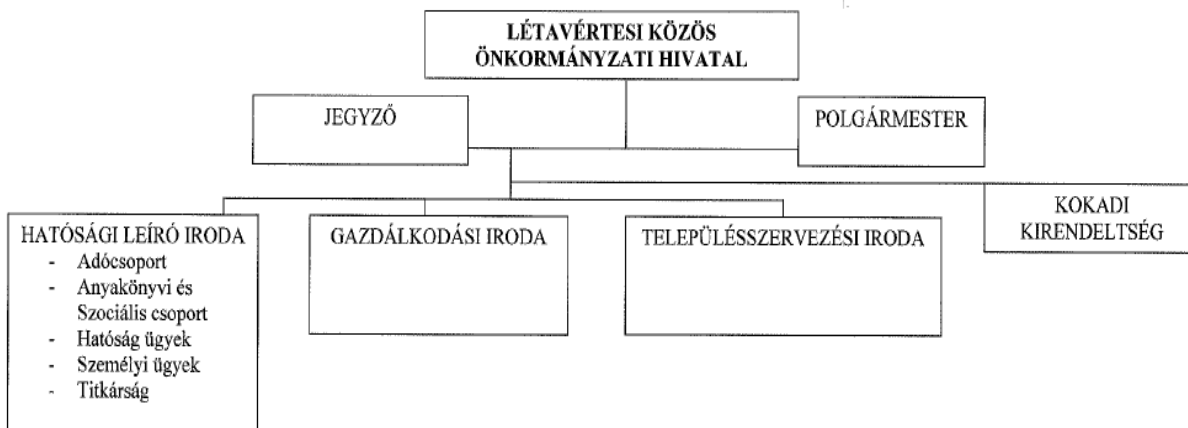 LÉTAVÉRTESI KÖZÖS
ÖNKORMÁNYZATI HIVATAL
JEGYZŐ
POLGÁRMESTER
HATÓSÁGI LEÍRÓ IRODA
- Adócsoport
- Anyakönyvi és
Szociális csoport
- Hatóság ügyek
- Személyi ügyek
- Titkárság
GAZDÁLKODÁSI IRODA
TELEPÜLÉSSZERVEZÉSI IRODA
KOKADI
KIRENDELTSÉG